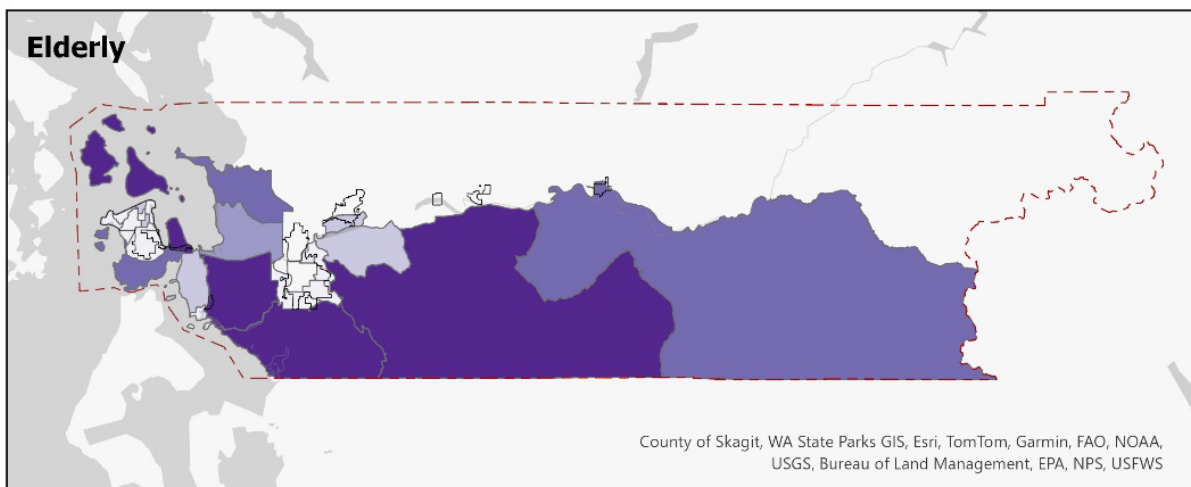 Elderly
County of Skagit, WA State Parks GIS, Esri, TomTom, Garmin, FAO, NOAA,
USGS, Bureau of Land Management, EPA, NPS, USFWS